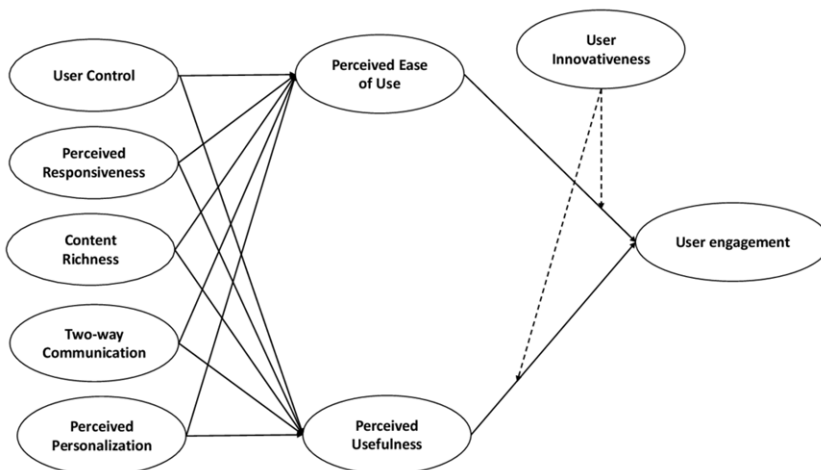 User Control
Perceived
Responsiveness
Content
Richness
Two-way
Communication
Perceived
Personalization
Perceived Ease
of Use
Perceived
Usefulness
User
Innovativeness
User engagement